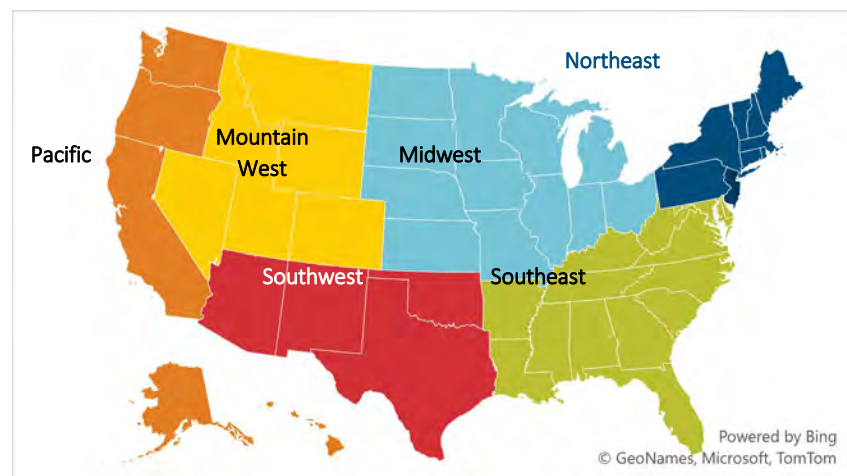 Northeast
Pacific
Mountain
West
Midwest
Southwest
Southeast
Powered by Bing
© GeoNames, Microsoft, TomTom